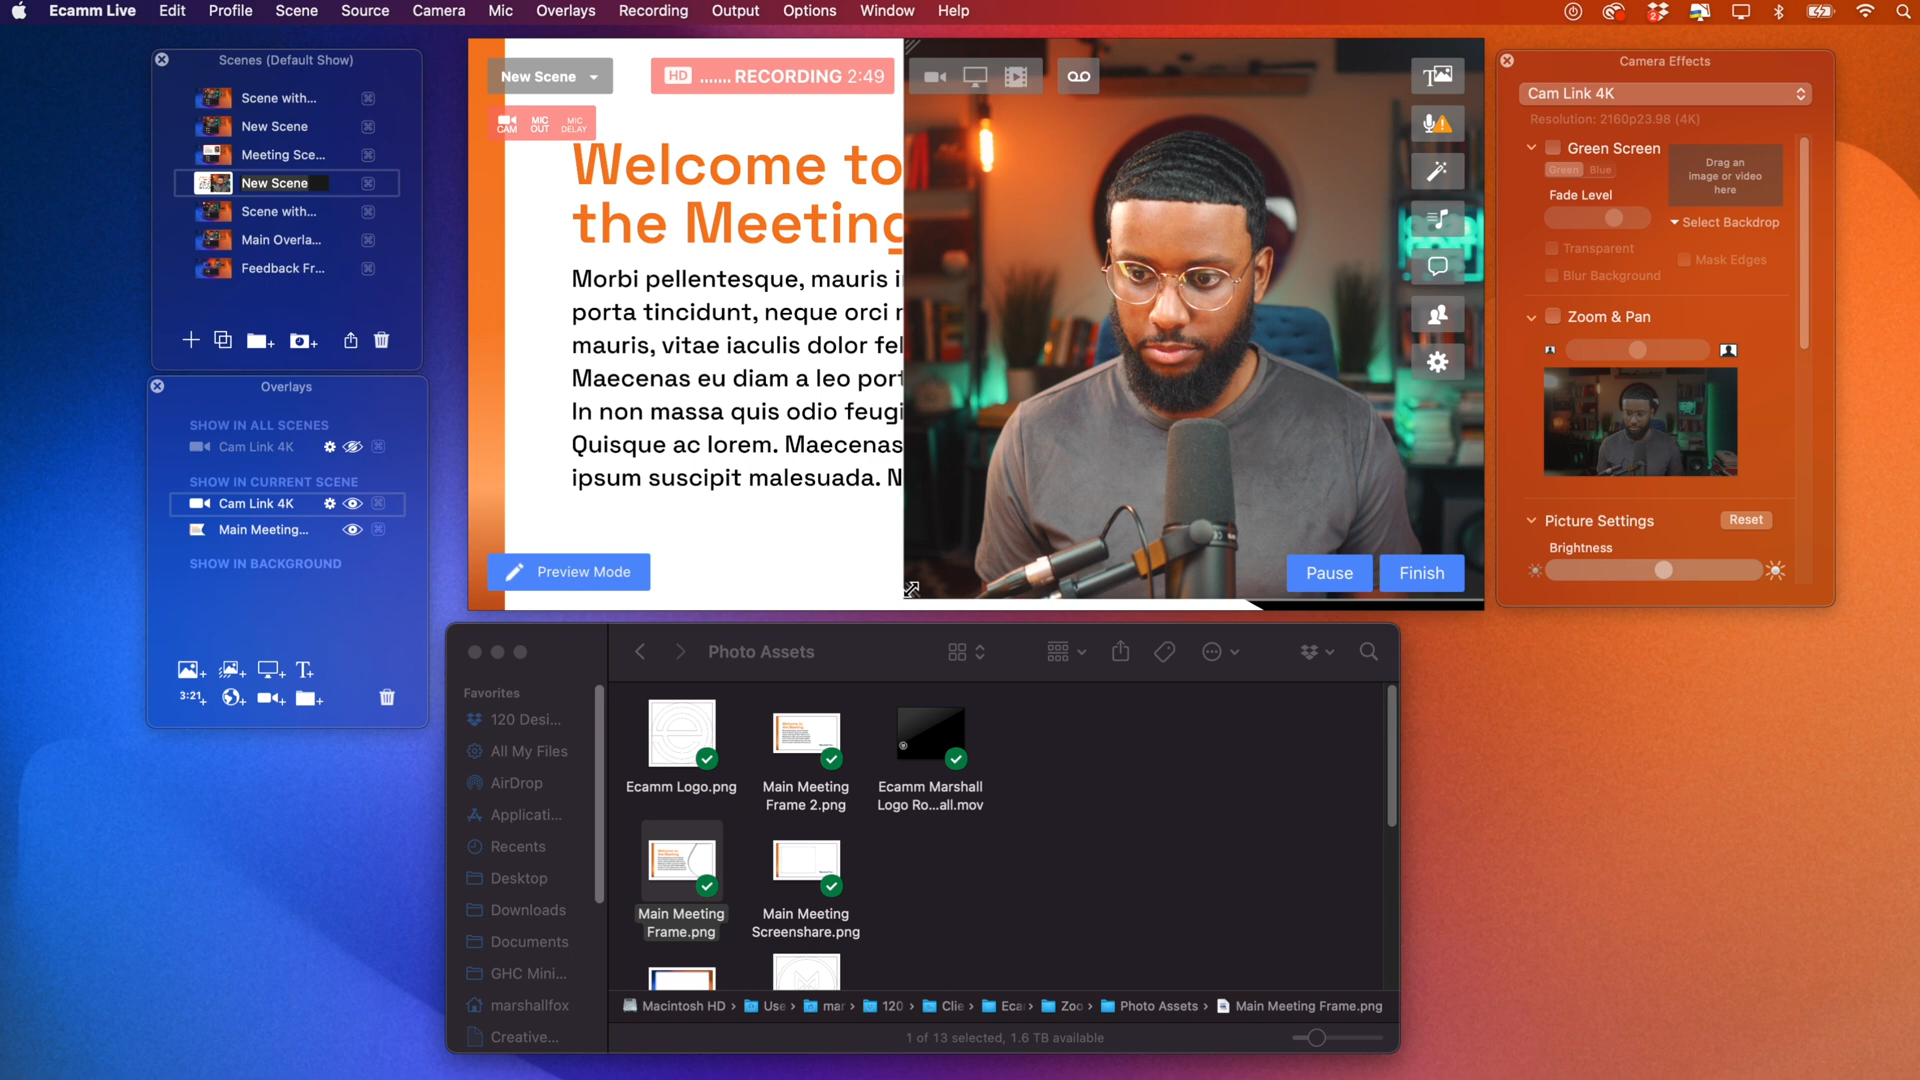 Ecamm Live Edit Profile Scene Source Camera Mic Overlays Recording Output Options Window Help
2
Scenes (Default Show)
Scene with...
New Scene
Meeting Sce...
New Scene
Scene with...
Main Overla...
Feedback Fr...
Overlays
SHOW IN ALL SCENES
Cam Link 4K
SHOW IN CURRENT SCENE
Cam Link 4K
Main Meeting...
SHOW IN BACKGROUND
3:21
New Scene
HD ....... RECORDING 2:49
CAM
MIC OUT
MIC DELAY
Welcome to
the Meeting
Morbi pellentesque, mauris i
porta tincidunt, neque orci
mauris, vitae iaculis dolor fel
Maecenas eu diam a leo port
In non massa quis odio feugi
Quisque ac lorem. Maecenas
ipsum suscipit malesuada. N
Preview Mode
Pause
Finish
Camera Effects
Cam Link 4K
Resolution: 2160p23.98 (4K)
Green Screen
Green Blue
Drag an
image or video
here
Fade Level
Select Backdrop
Transparent
Mask Edges
Blur Background
Zoom & Pan
Picture Settings
Reset
Brightness
Photo Assets
Favorites
120 Desi...
All My Files
AirDrop
Applicati...
Recents
Desktop
Downloads
Documents
GHC Mini...
marshallfox
Creative...
Ecamm Logo.png
Main Meeting
Frame 2.png
Ecamm Marshall
Logo Ro...all.mov
Main Meeting
Frame.png
Main Meeting
Screenshare.png
Macintosh HD › Use › mar › 120 › Clie › Eca › Zoo › Photo Assets › Main Meeting Frame.png
1 of 13 selected, 1.6 TB available